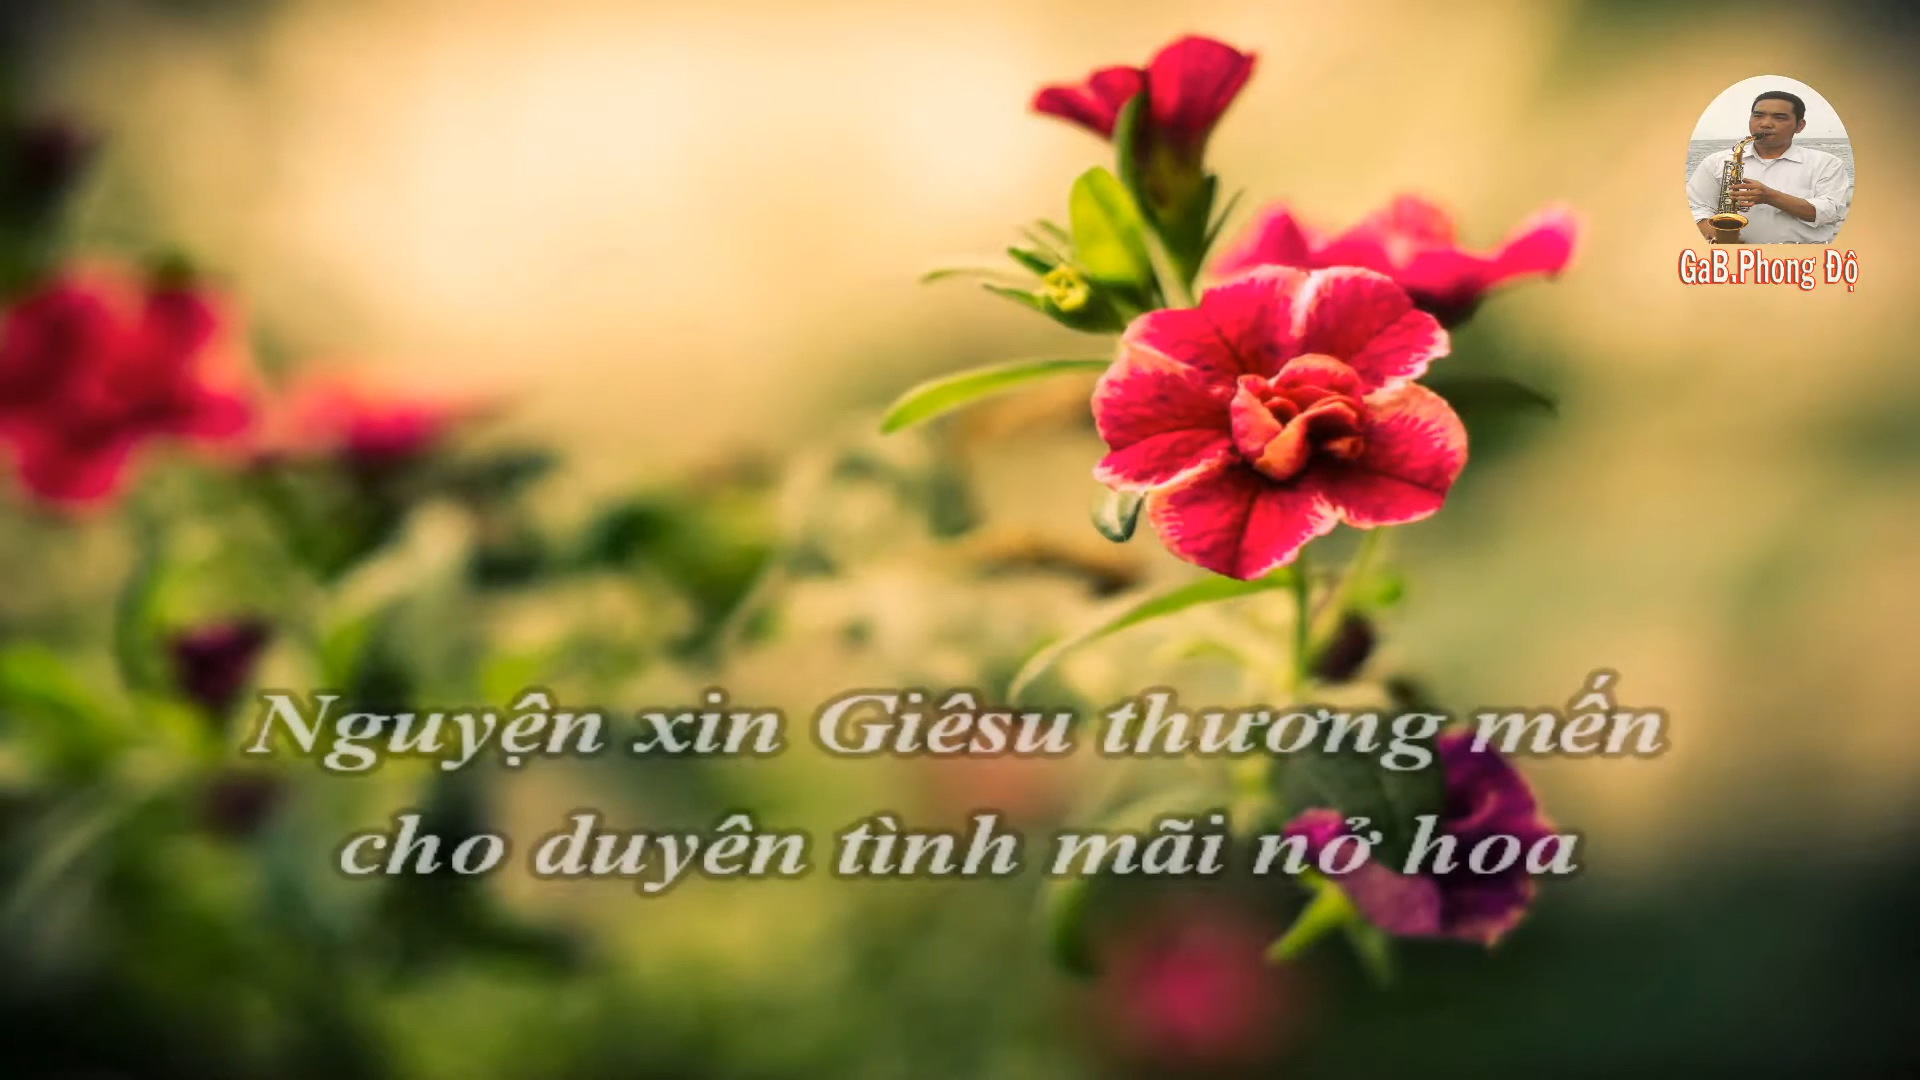 GaB.Phong Độ
Nguyện xin Giêsu thương mến
cho duyên tình mãi nở hoa